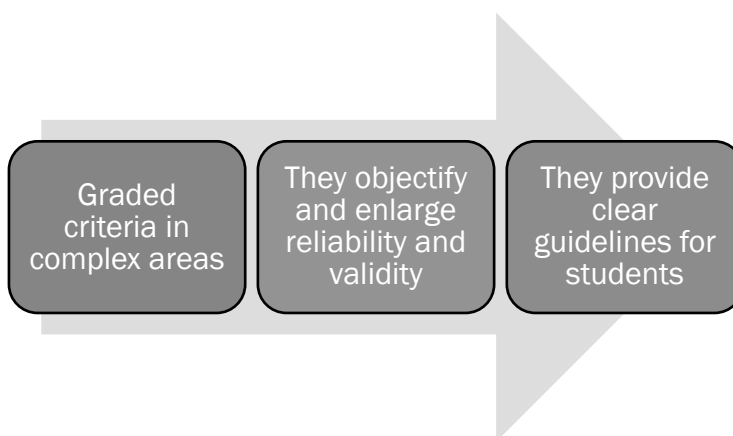 Graded
criteria in
complex areas
They objectify
and enlarge
reliability and
validity
They provide
clear
guidelines for
students